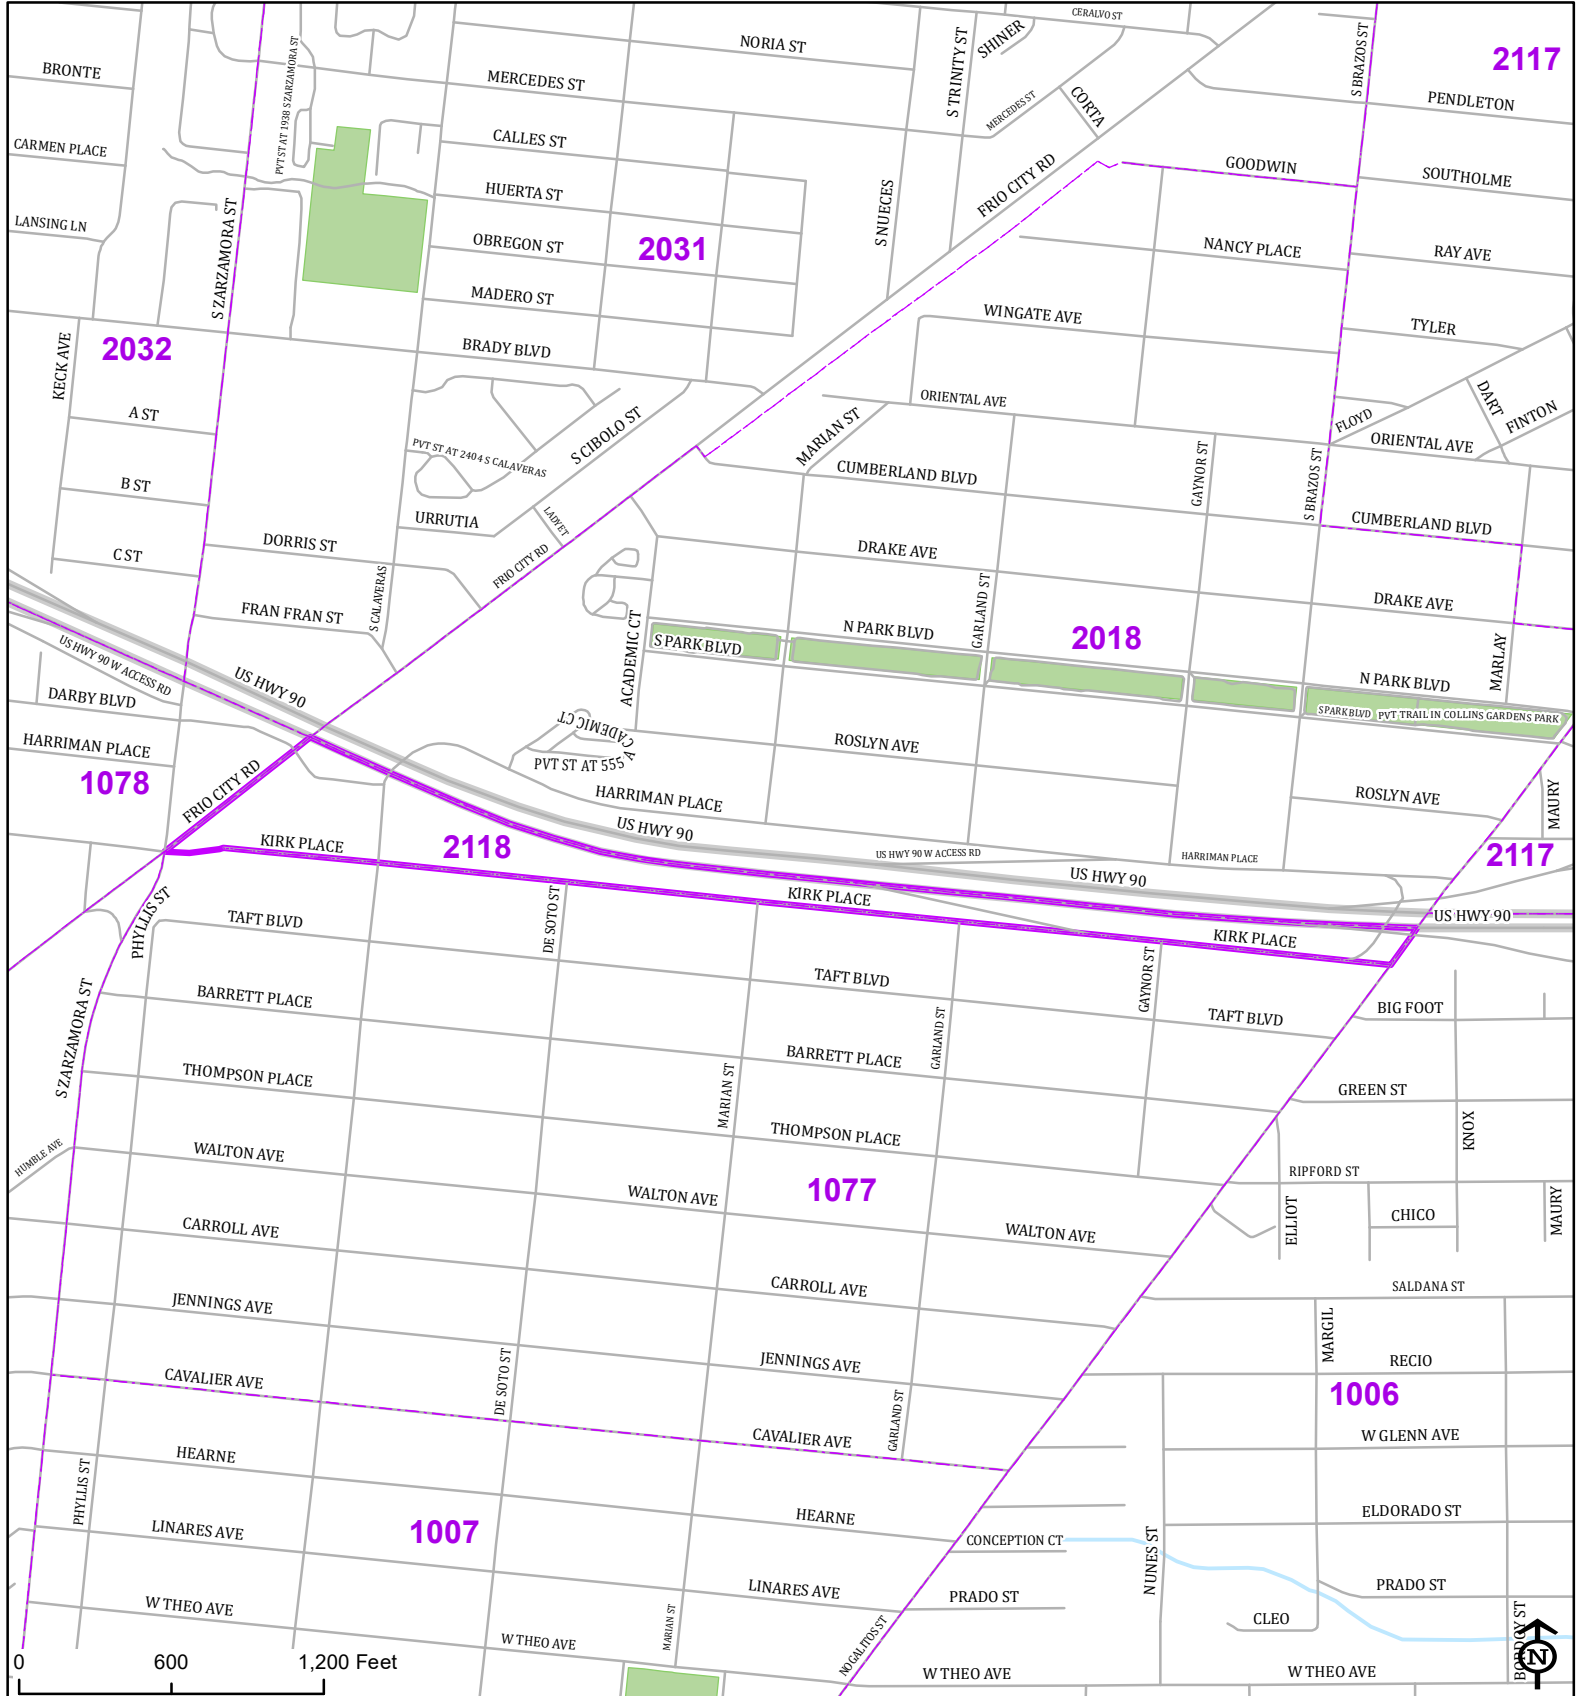 CERALVO ST
SHINER
NORIA ST
S TRINITY ST
S BRAZOS ST
2117
BRONTE
PVT ST AT 1938 S ZARZAMORA ST
MERCEDES ST
MERCEDES ST
CORTA
PENDLETON
CARMEN PLACE
CALLES ST
FRIO CITY RD
GOODWIN
SOUTHOLME
HUERTA ST
S NUECES
LANSING LN
S ZARZAMORA ST
OBREGON ST
2031
NANCY PLACE
RAY AVE
MADERO ST
WINGATE AVE
TYLER
KECK AVE
2032
BRADY BLVD
A ST
S CIBOLO ST
MARIAN ST
ORIENTAL AVE
DART
FINTON
FLOYD
ORIENTAL AVE
PVT ST AT 2404 S CALAVERAS
CUMBERLAND BLVD
GAYNOR ST
S BRAZOS ST
B ST
URRUTIA
LADY ET
CUMBERLAND BLVD
C ST
DORRIS ST
FRIO CITY RD
DRAKE AVE
FRAN FRAN ST
S CALAVERAS
GARLAND ST
DRAKE AVE
US HWY 90 W ACCESS RD
ACADEMIC CT
S PARK BLVD
N PARK BLVD
2018
MARLAY
US HWY 90
DARBY BLVD
N PARK BLVD
S PARK BLVD
PVT TRAIL IN COLLINS GARDENS PARK
ACADEMIC CT
HARRIMAN PLACE
1078
PVT ST AT 555
ROSLYN AVE
FRIO CITY RD
HARRIMAN PLACE
ROSLYN AVE
MAURY
KIRK PLACE
2118
US HWY 90
US HWY 90 W ACCESS RD
HARRIMAN PLACE
2117
US HWY 90
KIRK PLACE
US HWY 90
KIRK PLACE
PHYLLIS ST
TAFT BLVD
DE SOTO ST
TAFT BLVD
GAYNOR ST
S ZARZAMORA ST
BARRETT PLACE
TAFT BLVD
BIG FOOT
GARLAND ST
BARRETT PLACE
THOMPSON PLACE
MARIAN ST
GREEN ST
KNOX
THOMPSON PLACE
HUMBLE AVE
WALTON AVE
WALTON AVE
1077
RIPFORD ST
CARROLL AVE
WALTON AVE
ELLIOT
CHICO
MAURY
CARROLL AVE
SALDANA ST
JENNINGS AVE
MARGIL
JENNINGS AVE
RECIO
CAVALIER AVE
DE SOTO ST
1006
GARLAND ST
CAVALIER AVE
W GLENN AVE
HEARNE
PHYLLIS ST
HEARNE
ELDORADO ST
LINARES AVE
1007
CONCEPTION CT
NUNES ST
LINARES AVE
PRADO ST
PRADO ST
W THEO AVE
MARIAN ST
NOGALITOS ST
CLEO
W THEO AVE
W THEO AVE
W THEO AVE
N
0 600 1,200 Feet